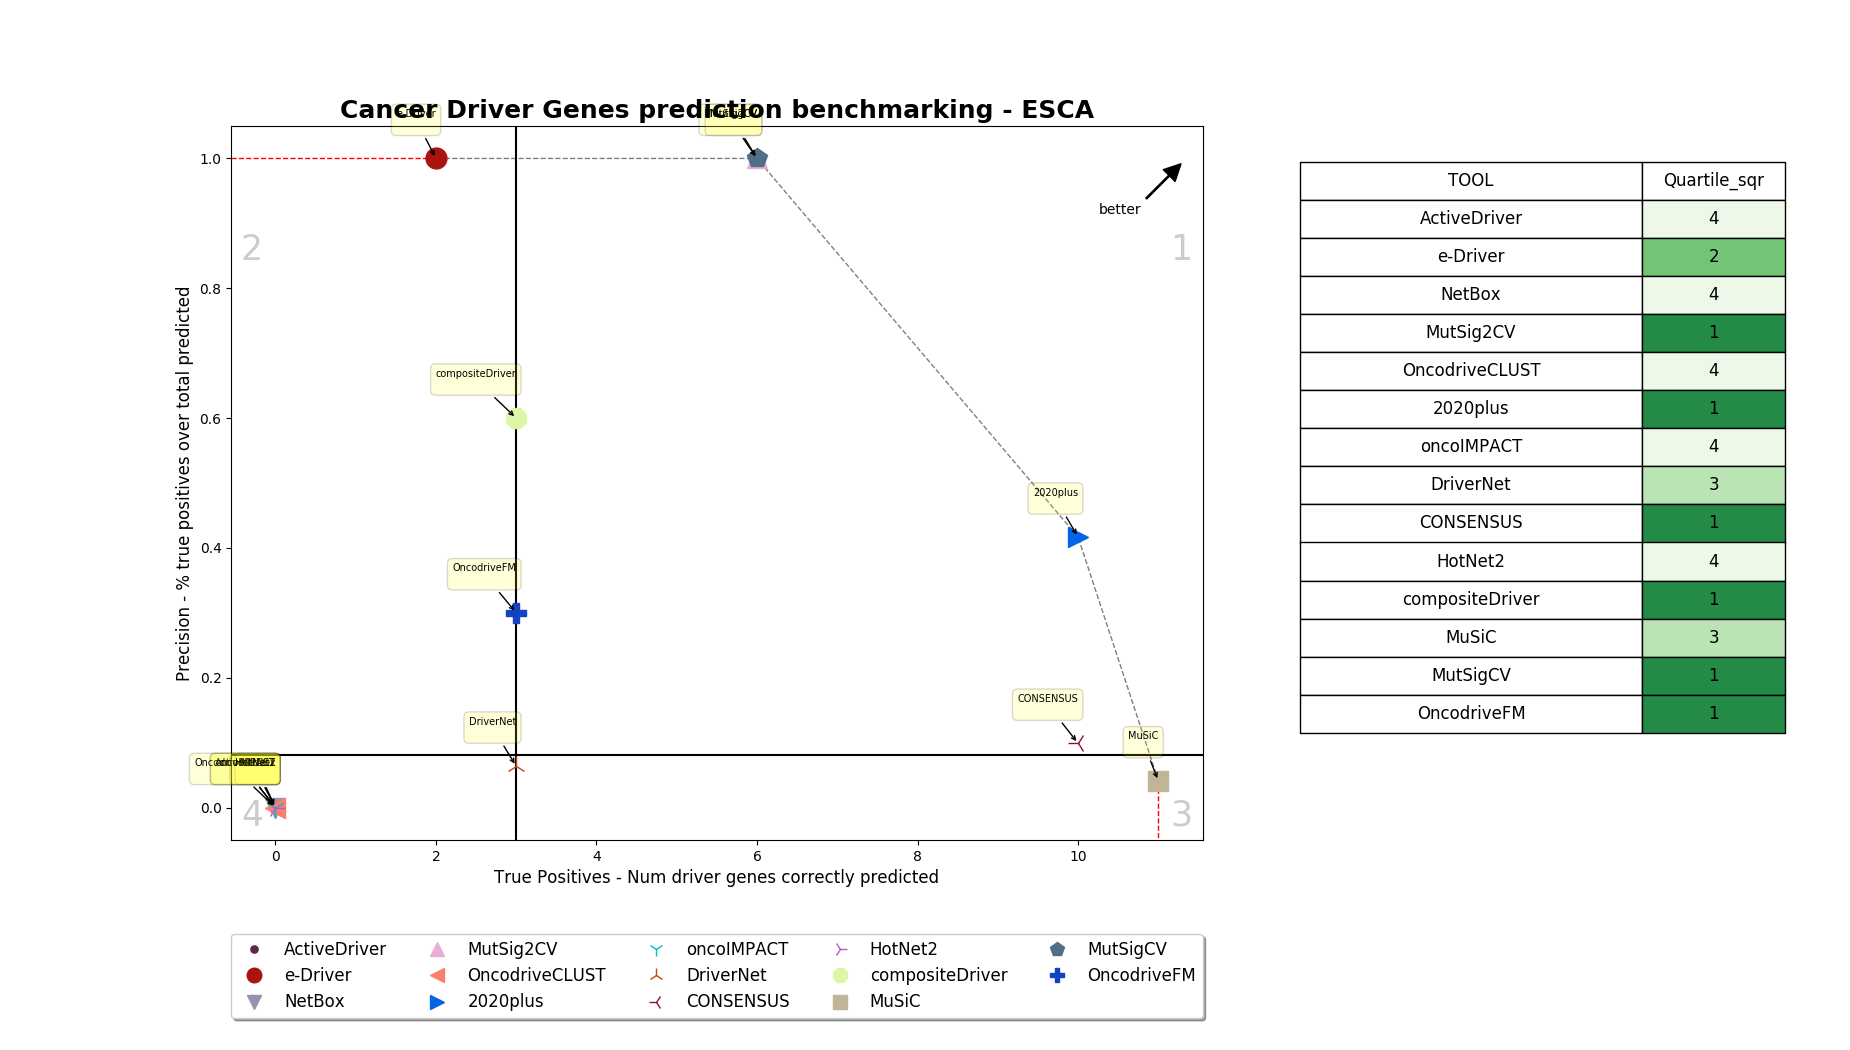 Cancer Driver Genes prediction benchmarking - ESCA
e-Driver
1.0
better
2
1
TOOL Quartile_sqr
ActiveDriver 4
e-Driver 2
NetBox 4
MutSig2CV 1
OncodriveCLUST 4
2020plus 1
oncoIMPACT 4
DriverNet 3
CONSENSUS 1
HotNet2 4
compositeDriver 1
MuSiC 3
MutSigCV 1
OncodriveFM 1
0.8
compositeDriver
0.6
2020plus
0.4
OncodriveFM
0.2
CONSENSUS
DriverNet
MuSiC
0.0
4
3
Precision - % true positives over total predicted
0 2 4 6 8 10
True Positives - Num driver genes correctly predicted
ActiveDriver MutSig2CV oncoIMPACT HotNet2 MutSigCV
e-Driver OncodriveCLUST DriverNet compositeDriver OncodriveFM
NetBox 2020plus CONSENSUS MuSiC